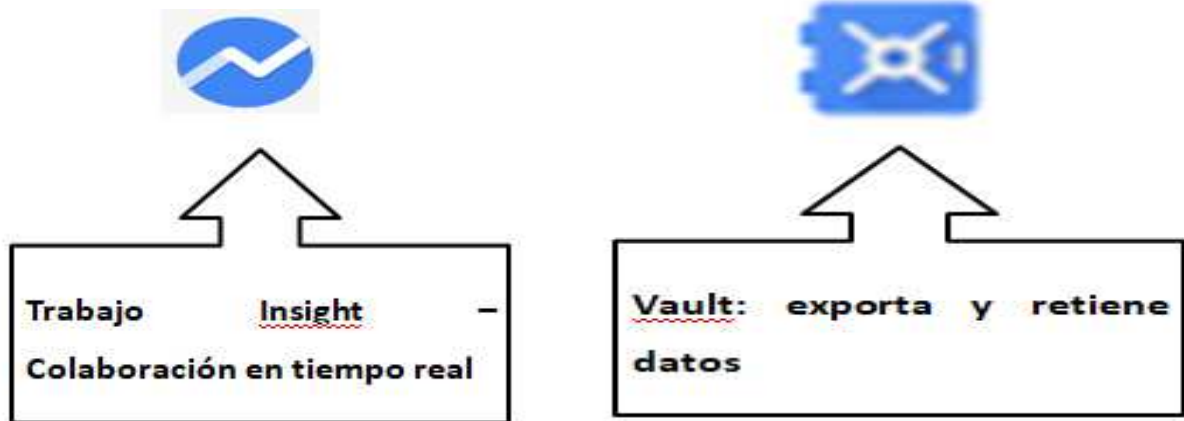 Trabajo Insight –
Colaboración en tiempo real
Vault: exporta y retiene
datos